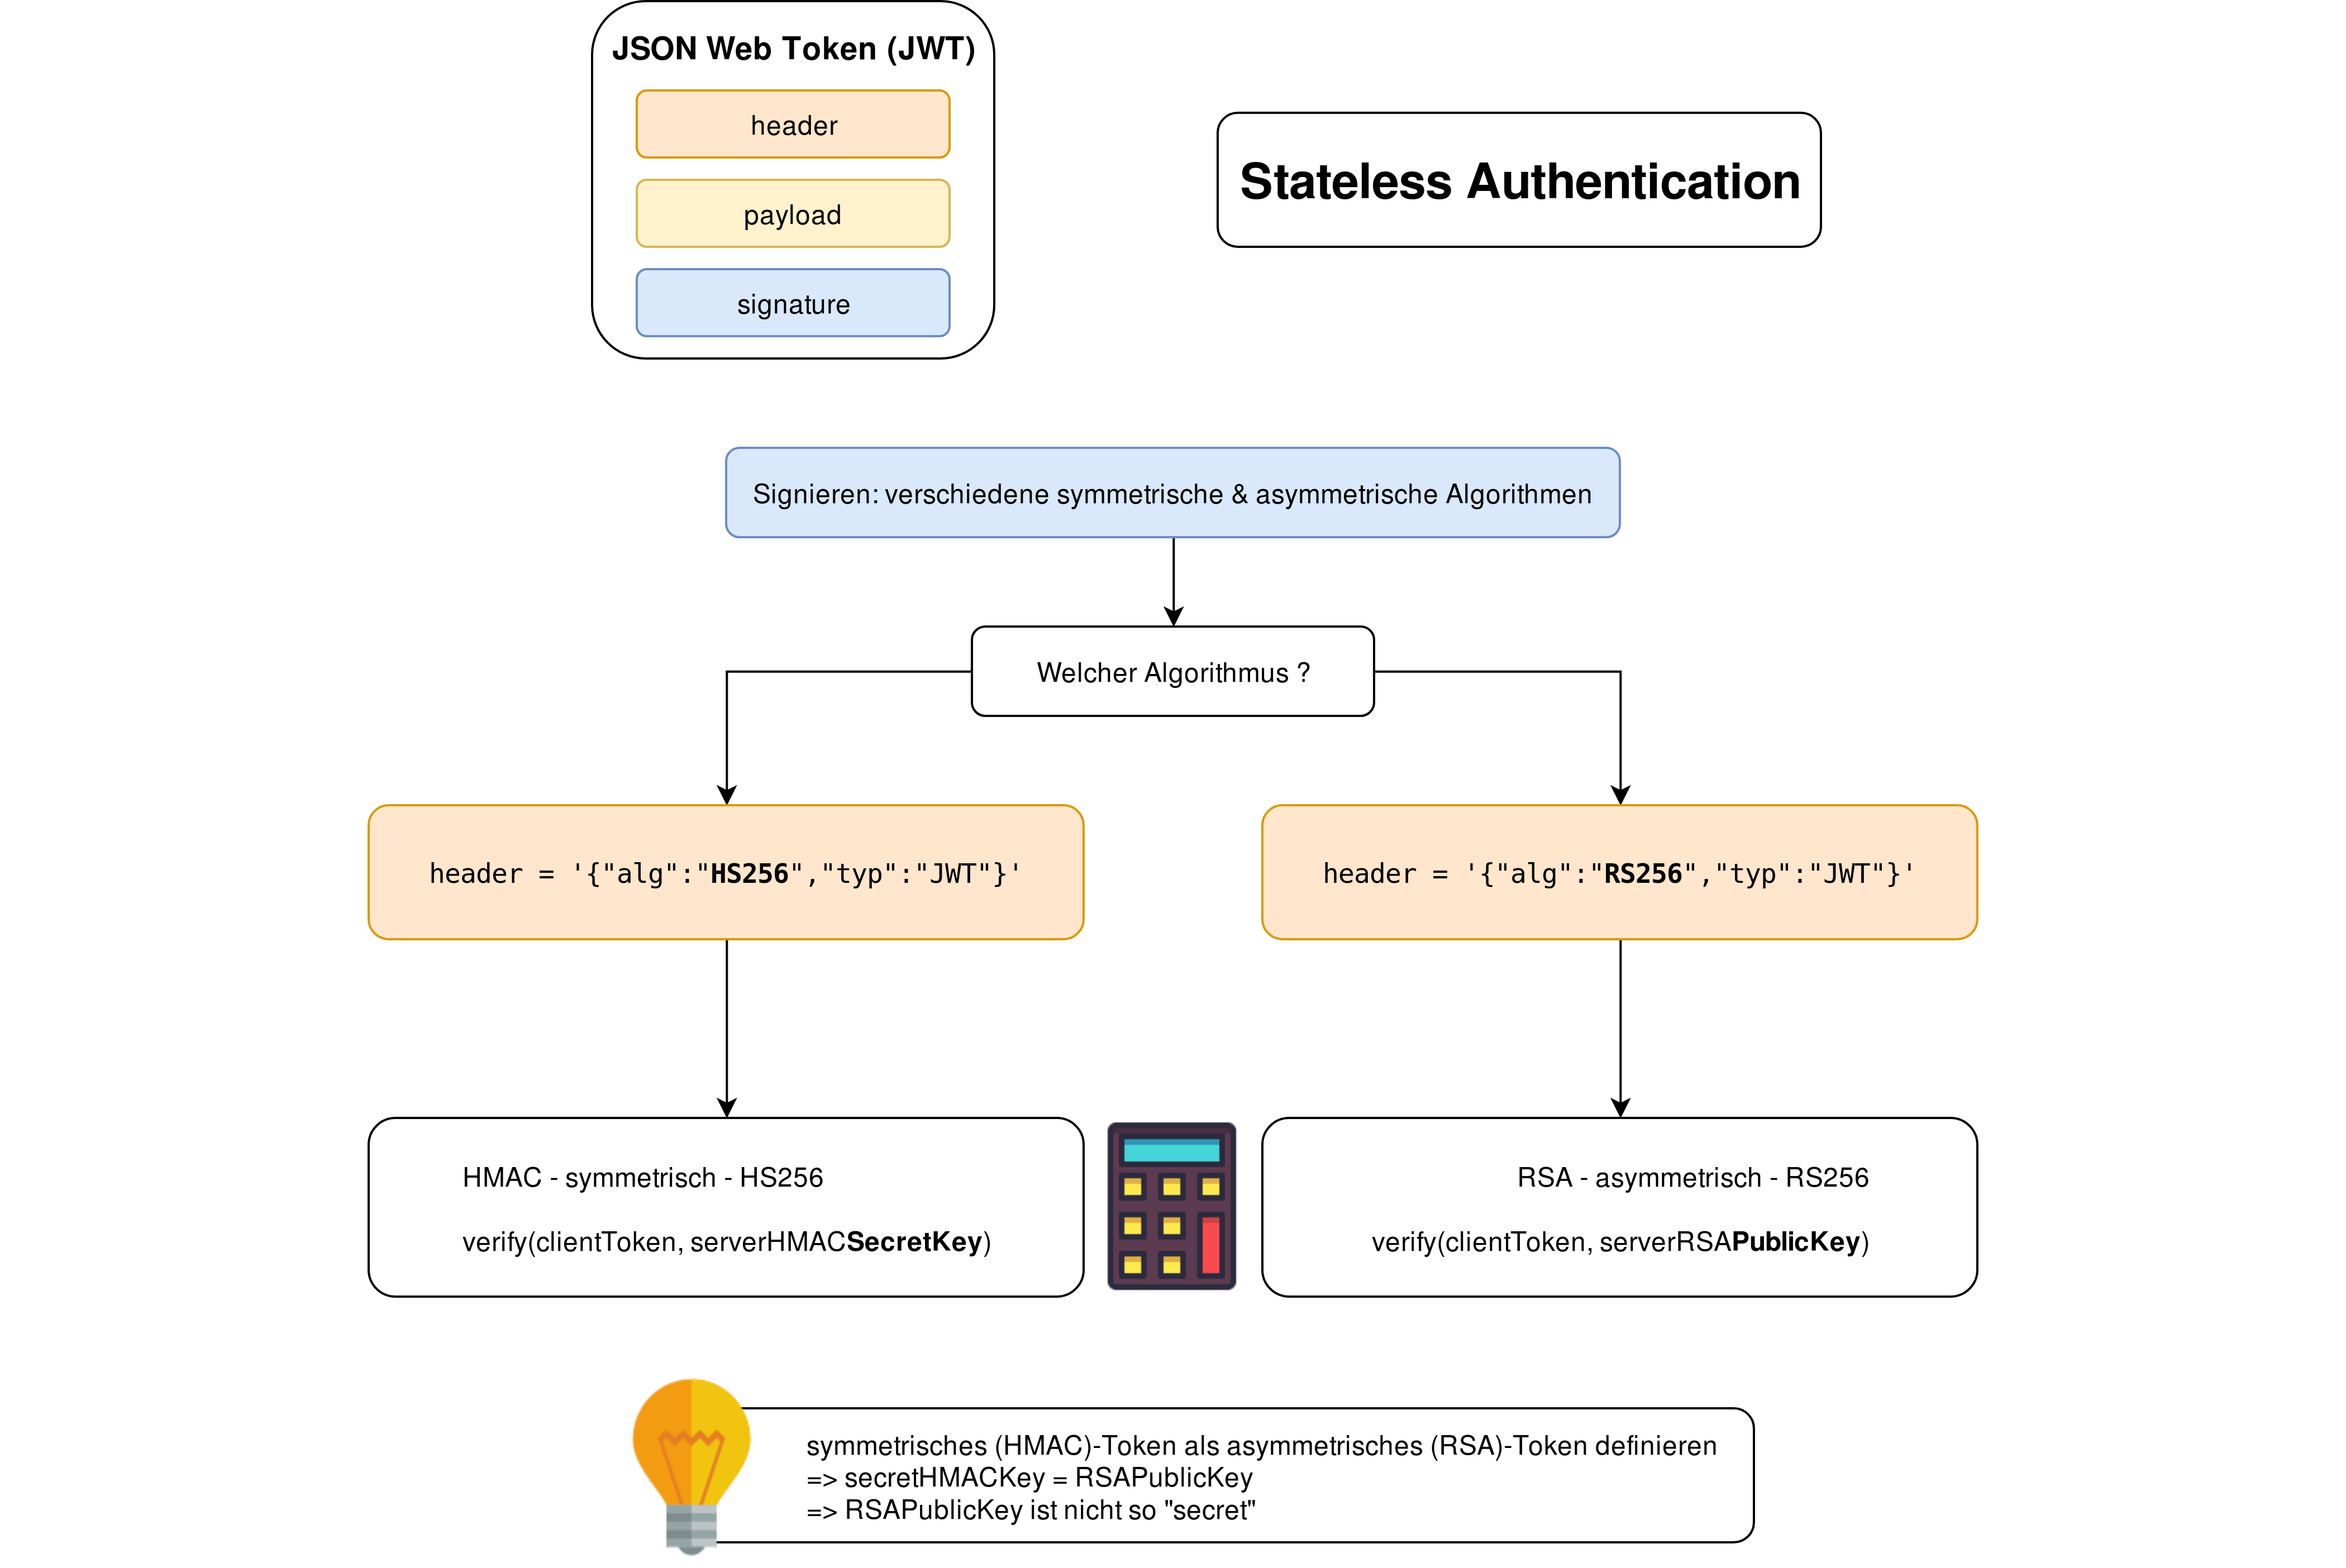 JSON Web Token (JWT)
header
payload
signature
Stateless Authentication
Signieren: verschiedene symmetrische & asymmetrische Algorithmen
Welcher Algorithmus ?
header = '{"alg":"HS256","typ":"JWT"}'
header = '{"alg":"RS256","typ":"JWT"}'
HMAC - symmetrisch - HS256
verify(clientToken, serverHMACSecretKey)
RSA - asymmetrisch - RS256
verify(clientToken, serverRSAPublicKey)
symmetrisches (HMAC)-Token als asymmetrisches (RSA)-Token definieren
=> secretHMACKey = RSAPublicKey
=> RSAPublicKey ist nicht so "secret"